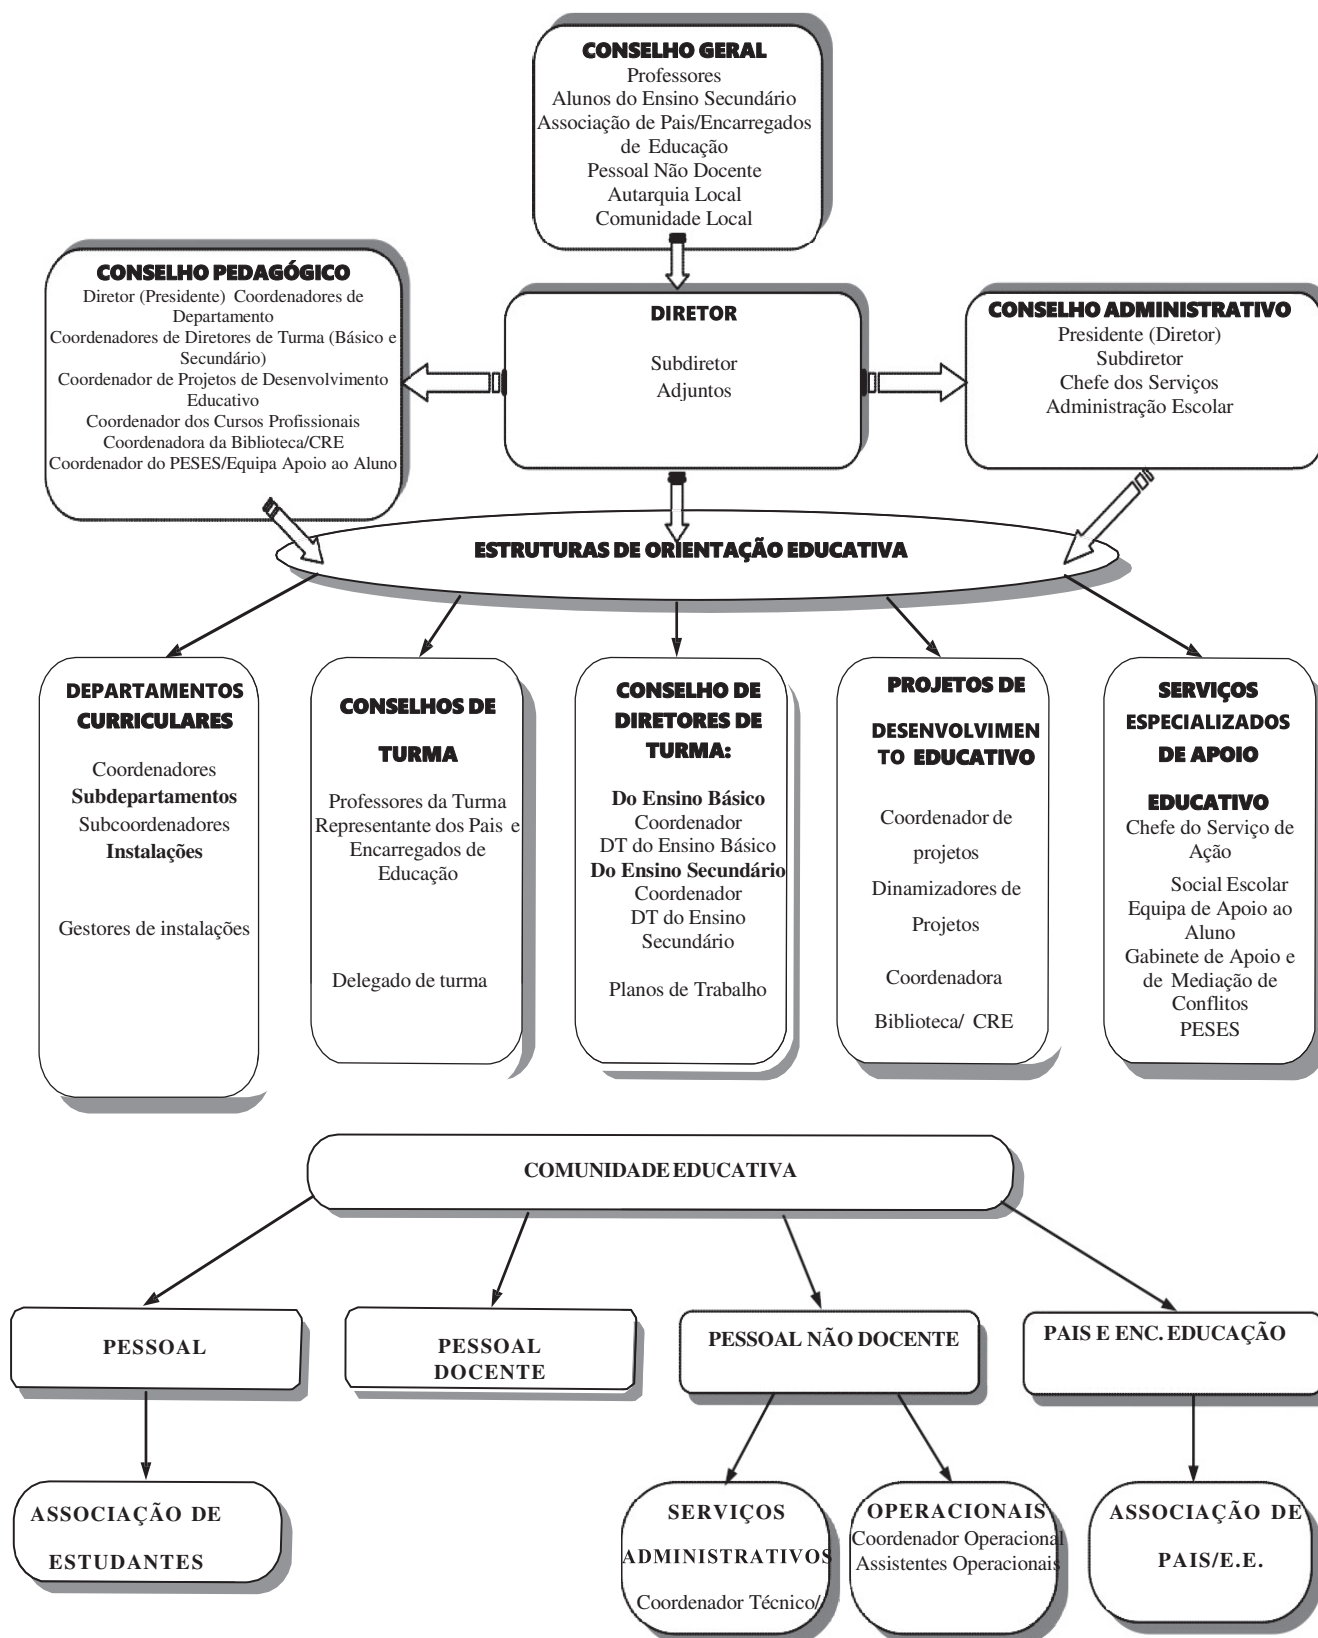 CONSELHO GERAL
Professores
Alunos do Ensino Secundário
Associação de Pais/Encarregados
de Educação
Pessoal Não Docente
Autarquia Local
Comunidade Local
CONSELHO PEDAGÓGICO
Diretor (Presidente) Coordenadores de
Departamento
Coordenadores de Diretores de Turma (Básico e
Secundário)
Coordenador de Projetos de Desenvolvimento
Educativo
Coordenador dos Cursos Profissionais
Coordenadora da Biblioteca/CRE
Coordenador do PESES/Equipa Apoio ao Aluno
DIRETOR
Subdiretor
Adjuntos
CONSELHO ADMINISTRATIVO
Presidente (Diretor)
Subdiretor
Chefe dos Serviços
Administração Escolar
ESTRUTURAS DE ORIENTAÇÃO EDUCATIVA
DEPARTAMENTOS
CURRICULARES
Coordenadores
Subdepartamentos
Subcoordenadores
Instalações
Gestores de instalações
CONSELHOS DE
TURMA
Professores da Turma
Representante dos Pais e
Encarregados de
Educação
Delegado de turma
CONSELHO DE
DIRETORES DE
TURMA:
Do Ensino Básico
Coordenador
DT do Ensino Básico
Do Ensino Secundário
Coordenador
DT do Ensino
Secundário
Planos de Trabalho
PROJETOS DE
DESENVOLVIMEN
TO EDUCATIVO
Coordenador de
projetos
Dinamizadores de
Projetos
Coordenadora
Biblioteca/ CRE
SERVIÇOS
ESPECIALIZADOS
DE APOIO
EDUCATIVO
Chefe do Serviço de
Ação
Social Escolar
Equipa de Apoio ao
Aluno
Gabinete de Apoio e
de Mediação de
Conflitos
PESES
COMUNIDADE EDUCATIVA
PESSOAL
PESSOAL
DOCENTE
PESSOAL NÃO DOCENTE
PAIS E ENC. EDUCAÇÃO
ASSOCIAÇÃO DE
ESTUDANTES
SERVIÇOS
ADMINISTRATIVOS
Coordenador Técnico/
OPERACIONAIS
Coordenador Operacional
Assistentes Operacionais
ASSOCIAÇÃO DE
PAIS/E.E.